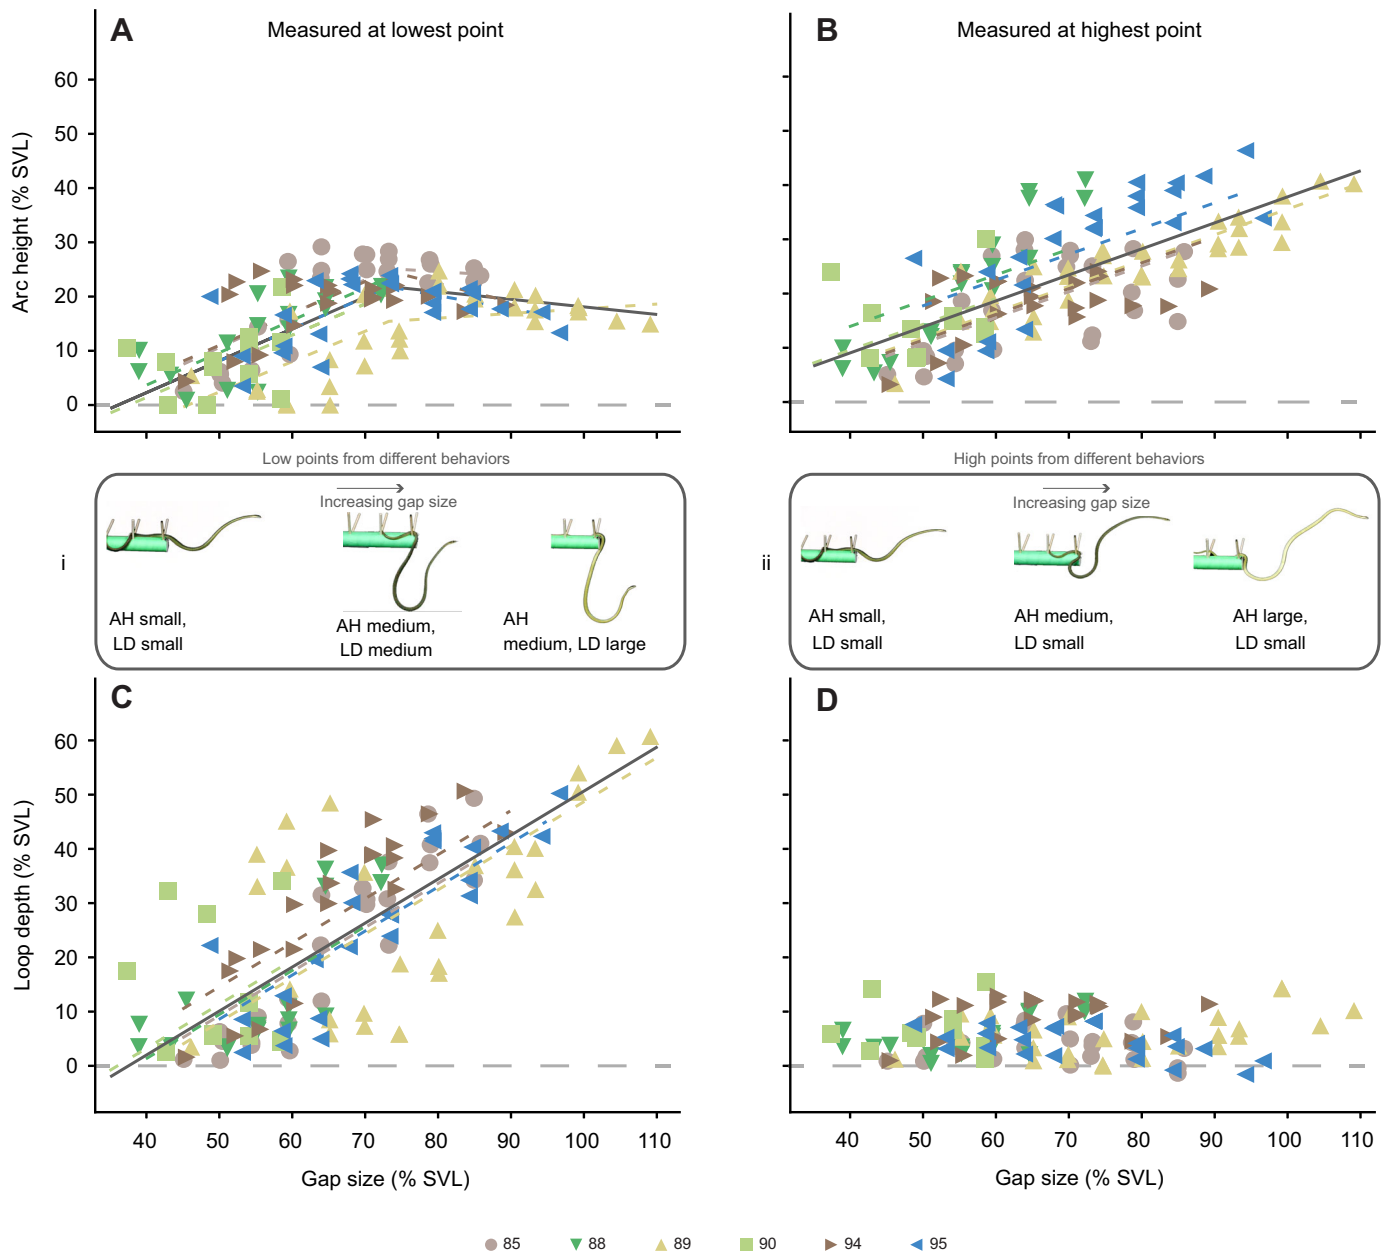 A
Measured at lowest point
B
Measured at highest point
Arc height (% SVL)
60
50
40
30
20
10
0
Low points from different behaviors
High points from different behaviors
i
Increasing gap size
AH small,
LD small
AH medium,
LD medium
AH
medium, LD large
ii
Increasing gap size
AH small,
LD small
AH medium,
LD small
AH large,
LD small
C
D
Loop depth (% SVL)
60
50
40
30
20
10
0
40 50 60 70 80 90 100 110
40 50 60 70 80 90 100 110
Gap size (% SVL)
Gap size (% SVL)
85 88 89 90 94 95